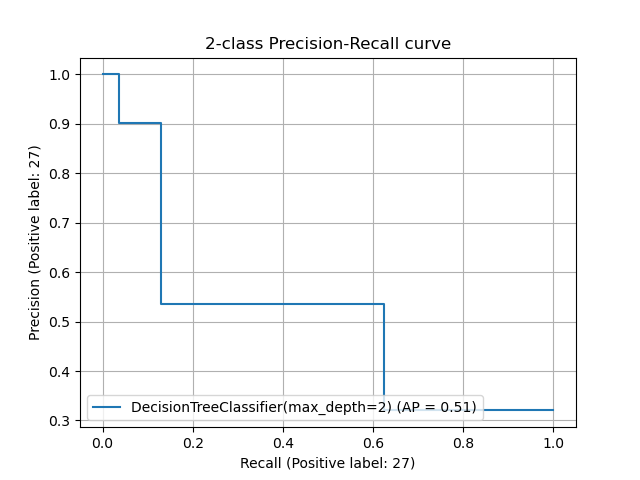 2-class Precision-Recall curve
1.0
0.9
0.8
0.7
0.6
0.5
0.4
0.3
Precision (Positive label: 27)
DecisionTreeClassifier(max_depth=2) (AP = 0.51)
0.0 0.2 0.4 0.6 0.8 1.0
Recall (Positive label: 27)